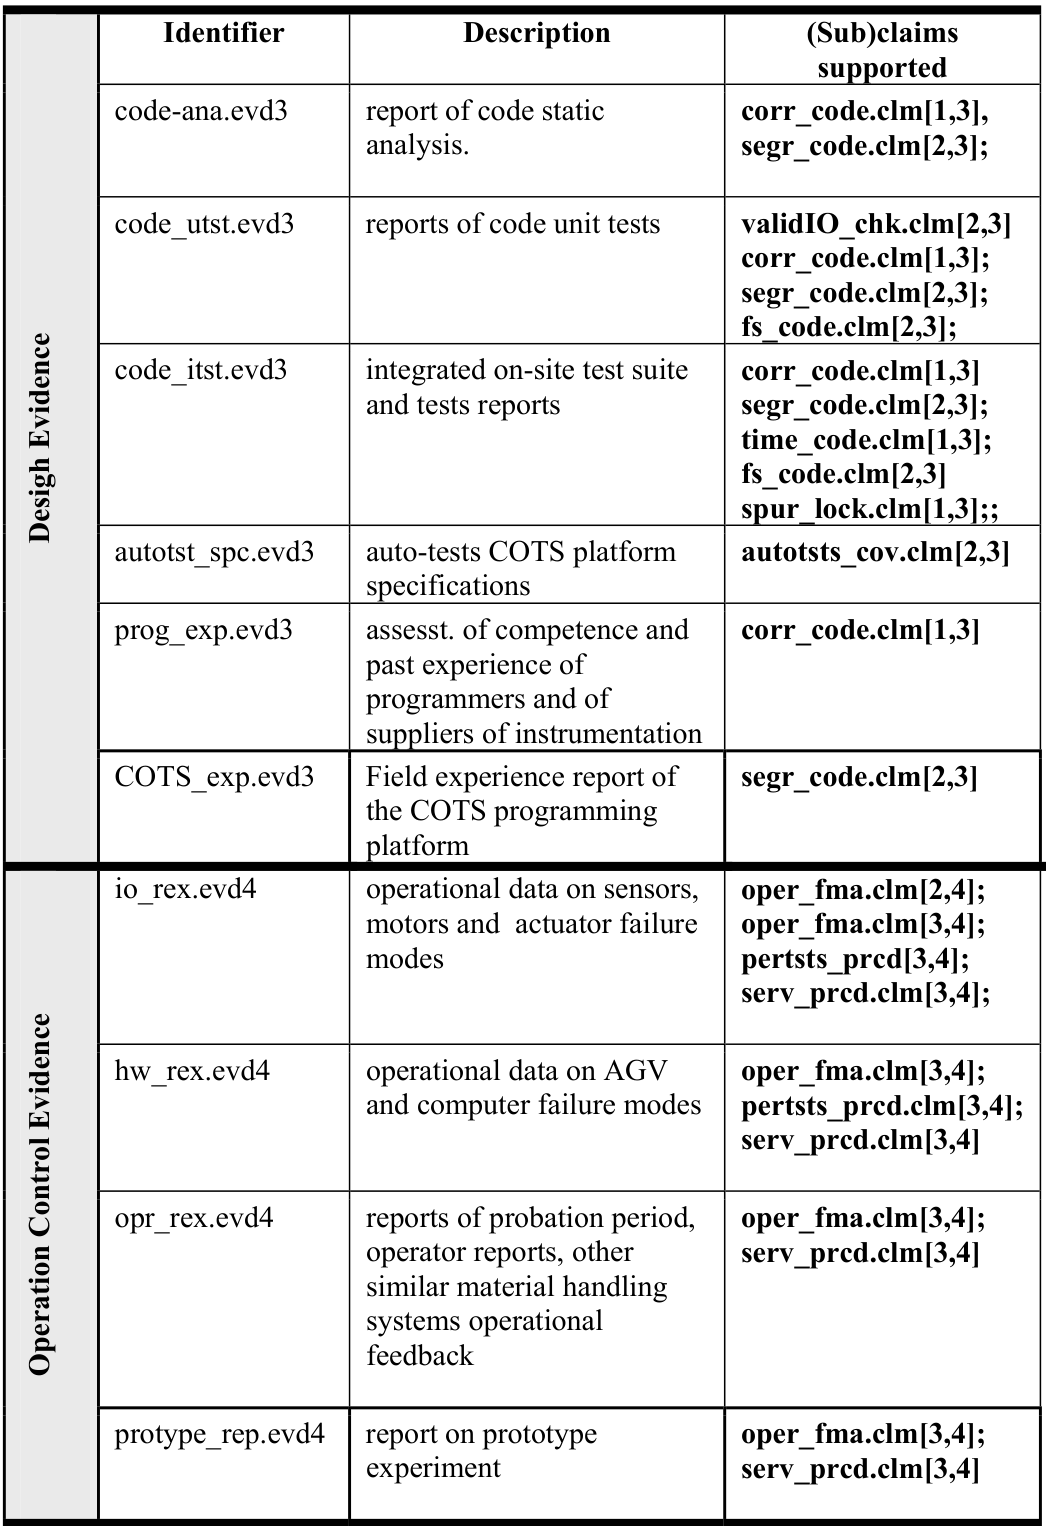 Identifier Description (Sub)claims
supported
Desigh Evidence
code-ana.evd3 report of code static corr_code.clm[1,3],
analysis. segr_code.clm[2,3];
code_utst.evd3 reports of code unit tests validIO_chk.clm[2,3]
corr_code.clm[1,3];
segr_code.clm[2,3];
fs_code.clm[2,3];
code_itst.evd3 integrated on-site test suite corr_code.clm[1,3]
and tests reports segr_code.clm[2,3];
time_code.clm[1,3];
fs_code.clm[2,3]
spur_lock.clm[1,3];;
autotst_spc.evd3 auto-tests COTS platform autotsts_cov.clm[2,3]
specifications
prog_exp.evd3 assesst. of competence and corr_code.clm[1,3]
past experience of
programmers and of
suppliers of instrumentation
COTS_exp.evd3 Field experience report of segr_code.clm[2,3]
the COTS programming
platform
Operation Control Evidence
io_rex.evd4 operational data on sensors, oper_fma.clm[2,4];
motors and actuator failure oper_fma.clm[3,4];
modes pertsts_prcd[3,4];
serv_prcd.clm[3,4];
hw_rex.evd4 operational data on AGV oper_fma.clm[3,4];
and computer failure modes pertsts_prcd.clm[3,4];
serv_prcd.clm[3,4]
opr_rex.evd4 reports of probation period, oper_fma.clm[3,4];
operator reports, other serv_prcd.clm[3,4]
similar material handling
systems operational
feedback
protype_rep.evd4 report on prototype oper_fma.clm[3,4];
experiment serv_prcd.clm[3,4]